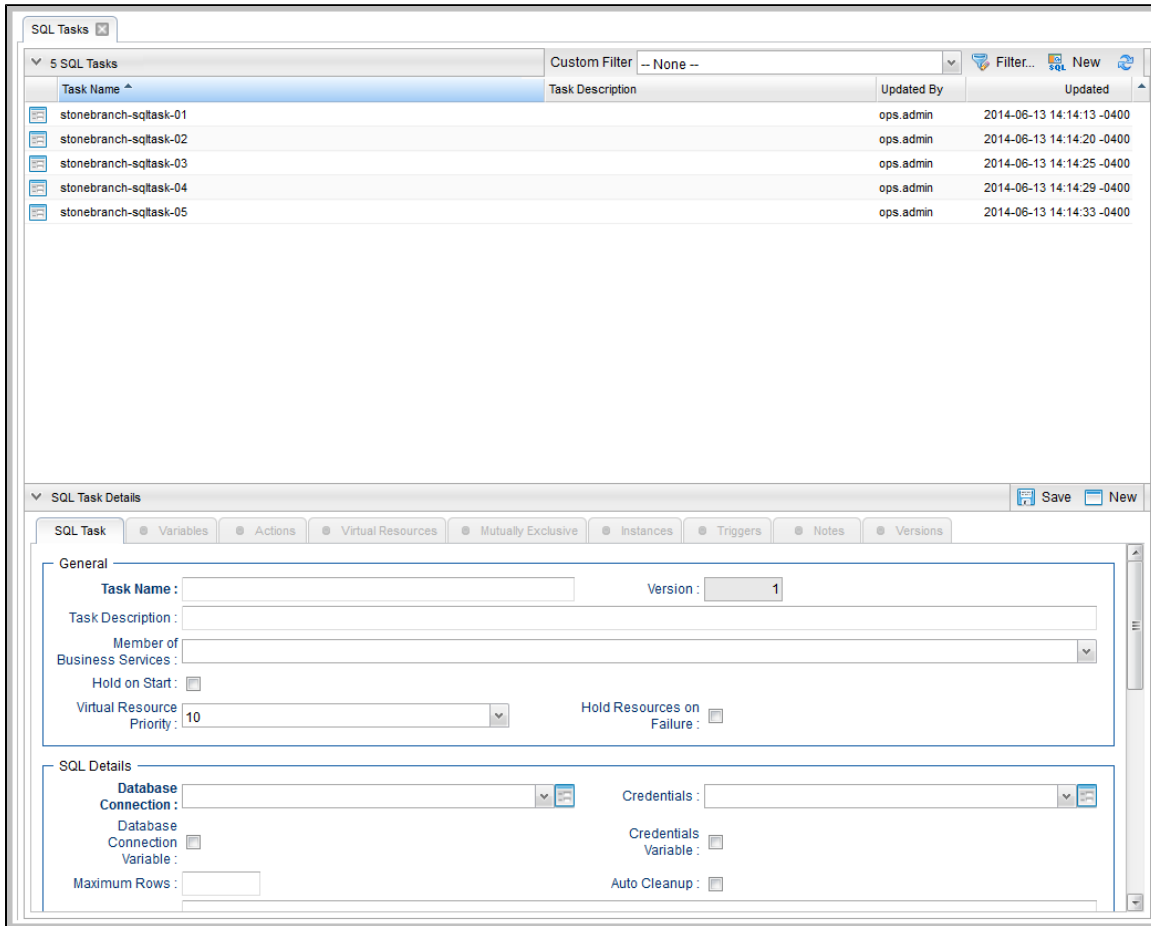 SQL Tasks
5 SQL Tasks Custom Filter -- None -- Filter... SQL New
Task Name Task Description Updated By Updated
stonebranch-sqltask-01 ops.admin 2014-06-13 14:14:13 -0400
stonebranch-sqltask-02 ops.admin 2014-06-13 14:14:20 -0400
stonebranch-sqltask-03 ops.admin 2014-06-13 14:14:25 -0400
stonebranch-sqltask-04 ops.admin 2014-06-13 14:14:29 -0400
stonebranch-sqltask-05 ops.admin 2014-06-13 14:14:33 -0400
SQL Task Details Save New
SQL Task Variables Actions Virtual Resources Mutually Exclusive Instances Triggers Notes Versions
General
Task Name : Version : 1
Task Description :
Member of
Business Services :
Hold on Start :
Virtual Resource
Priority : 10
Hold Resources on
Failure :
SQL Details
Database
Connection :
Credentials :
Database
Connection
Variable :
Credentials
Variable :
Maximum Rows : Auto Cleanup :